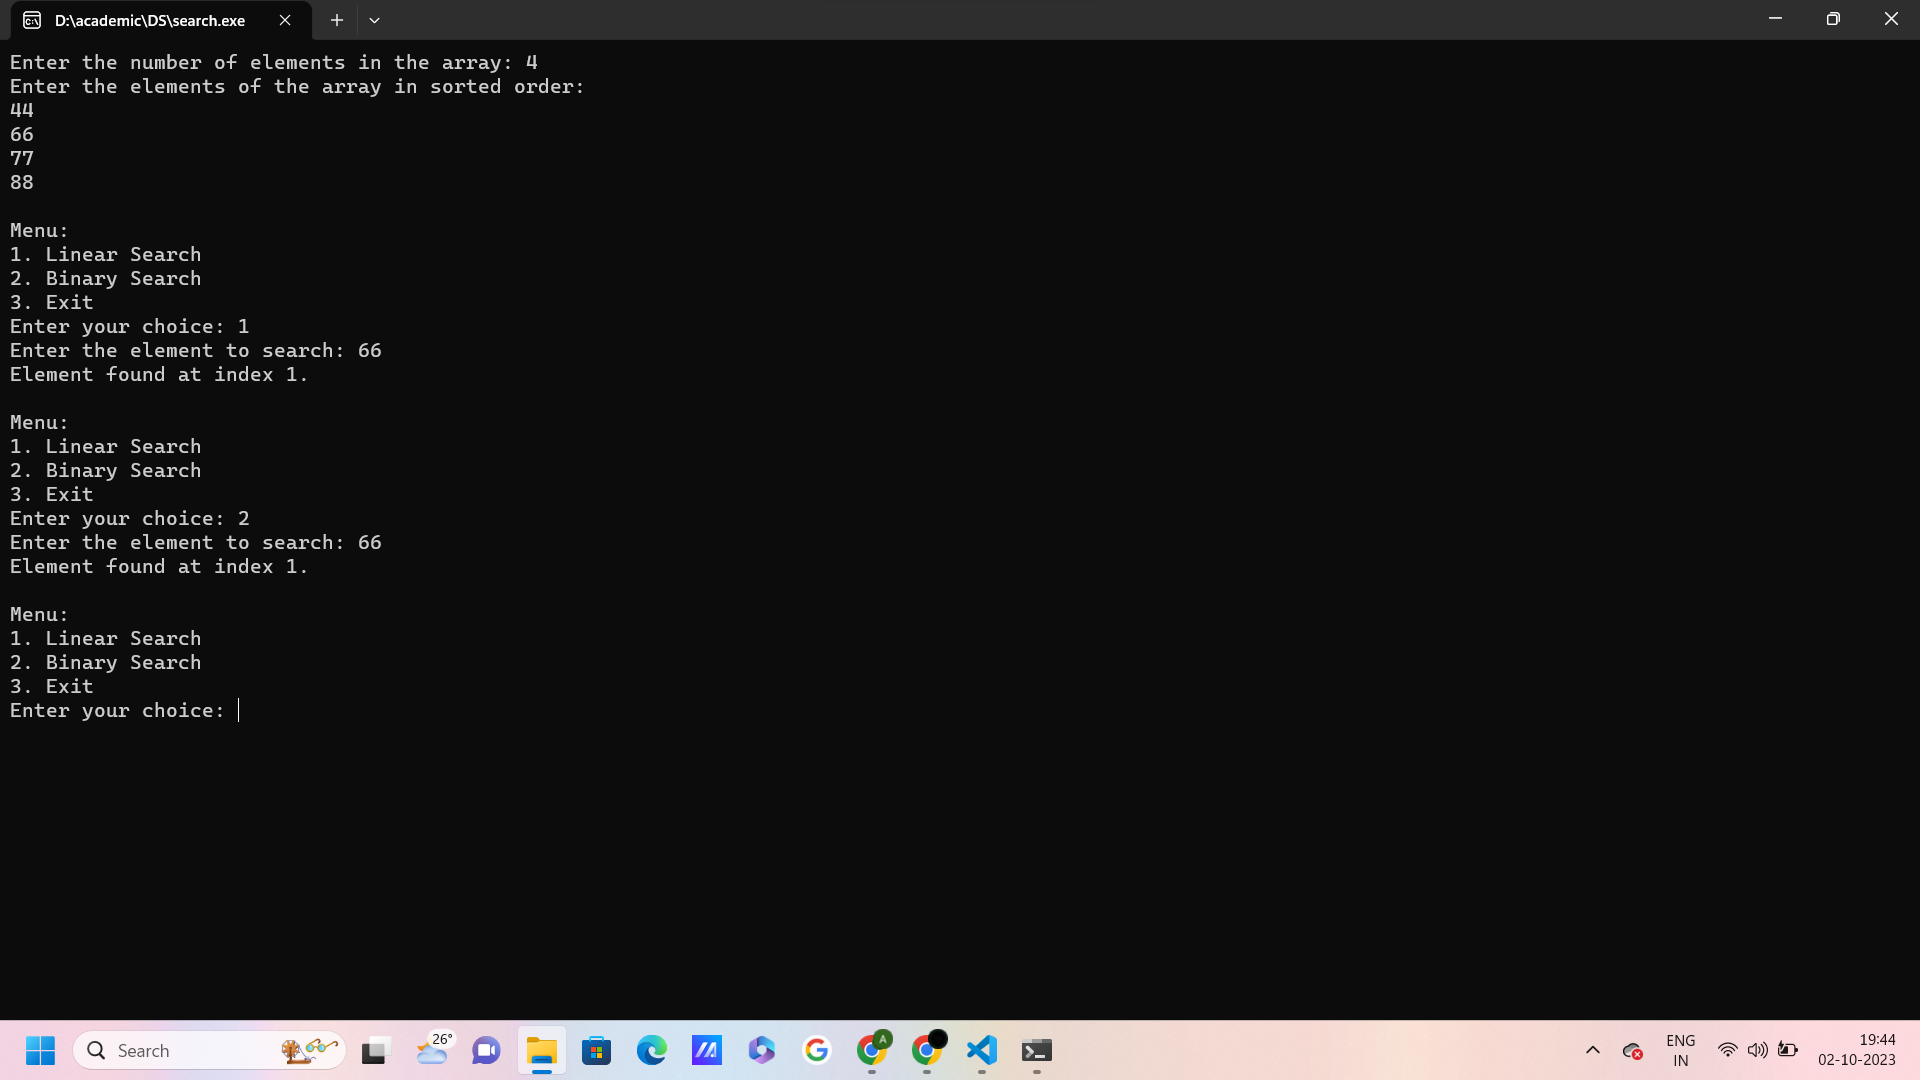 D:\academic\DS\search.exe
Enter the number of elements in the array: 4
Enter the elements of the array in sorted order:
44
66
77
88
Menu:
1. Linear Search
2. Binary Search
3. Exit
Enter your choice: 1
Enter the element to search: 66
Element found at index 1.
Menu:
1. Linear Search
2. Binary Search
3. Exit
Enter your choice: 2
Enter the element to search: 66
Element found at index 1.
Menu:
1. Linear Search
2. Binary Search
3. Exit
Enter your choice:
Search
26°
A
ENG
IN
19:44
02-10-2023